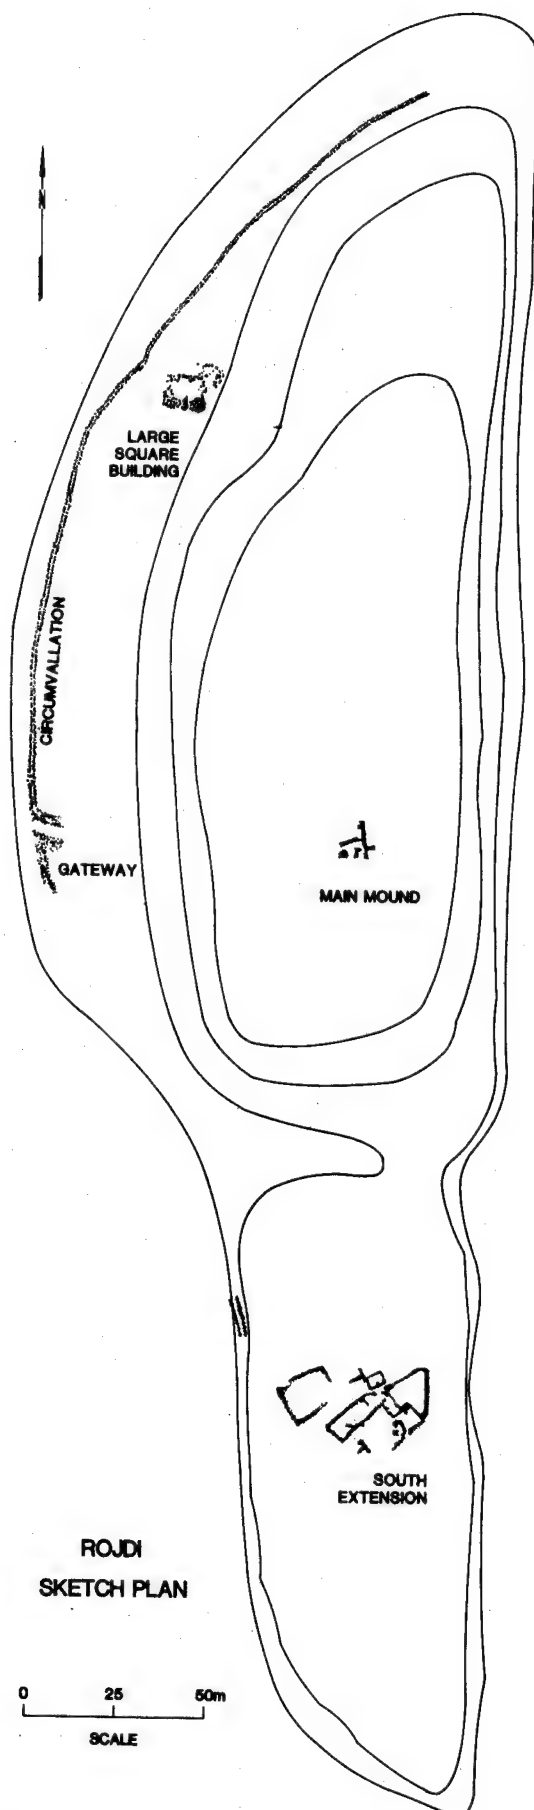 N
LARGE
SQUARE
BUILDING
CIRCUMVALLATION
GATEWAY
MAIN MOUND
SOUTH
EXTENSION
ROJDI
SKETCH PLAN
0 25 50m
SCALE